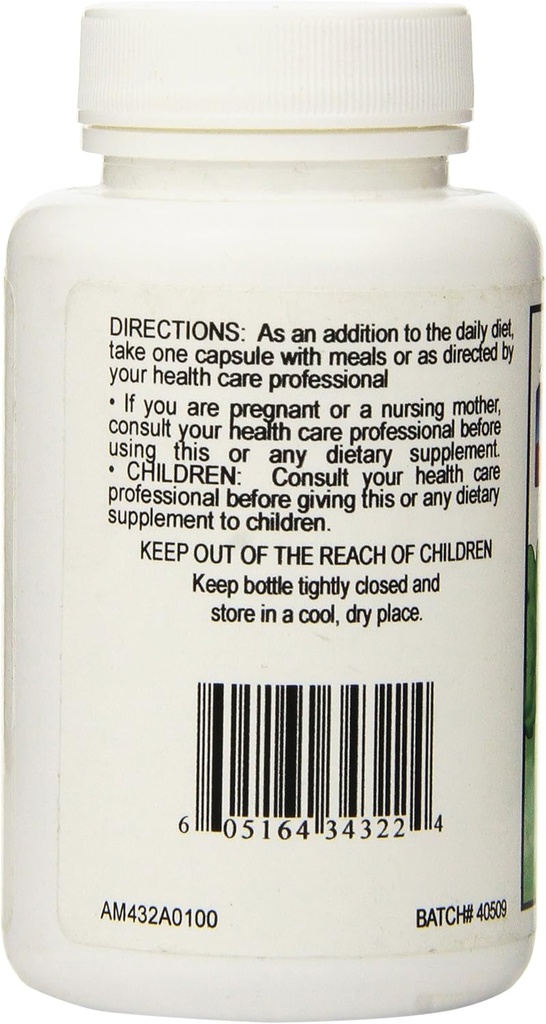 DIRECTIONS: As an addition to the daily diet,
take one capsule with meals or as directed by
your health care professional
• If you are pregnant or a nursing mother,
consult your health care professional before
using this or any dietary supplement.
• CHILDREN: Consult your health care
professional before giving this or any dietary
supplement to children.
KEEP OUT OF THE REACH OF CHILDREN
Keep bottle tightly closed and
store in a cool, dry place.
6 05164 34322 4
AM432A0100 BATCH# 40509